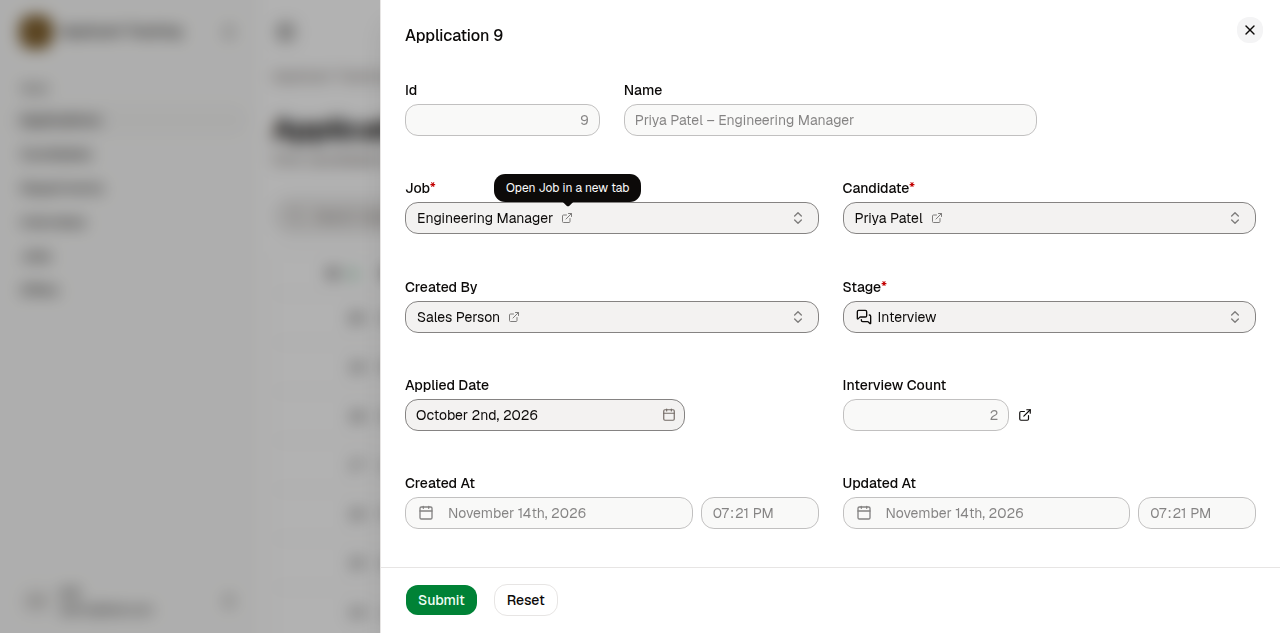 Application 9
Id
Name
9
Priya Patel – Engineering Manager
Job*
Open Job in a new tab
Candidate*
Engineering Manager
Priya Patel
Created By
Stage*
Sales Person
Interview
Applied Date
Interview Count
October 2nd, 2026
2
Created At
Updated At
November 14th, 2026
07:21 PM
November 14th, 2026
07:21 PM
Submit
Reset